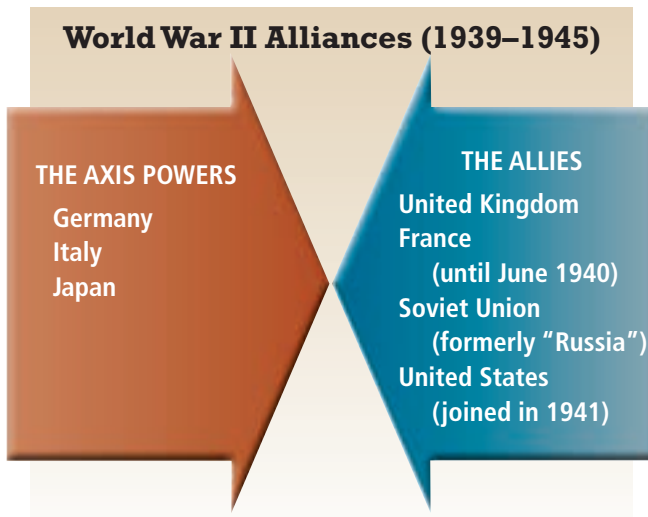 World War II Alliances (1939–1945)
THE AXIS POWERS
Germany
Italy
Japan
THE ALLIES
United Kingdom
France
(until June 1940)
Soviet Union
(formerly “Russia”)
United States
(joined in 1941)